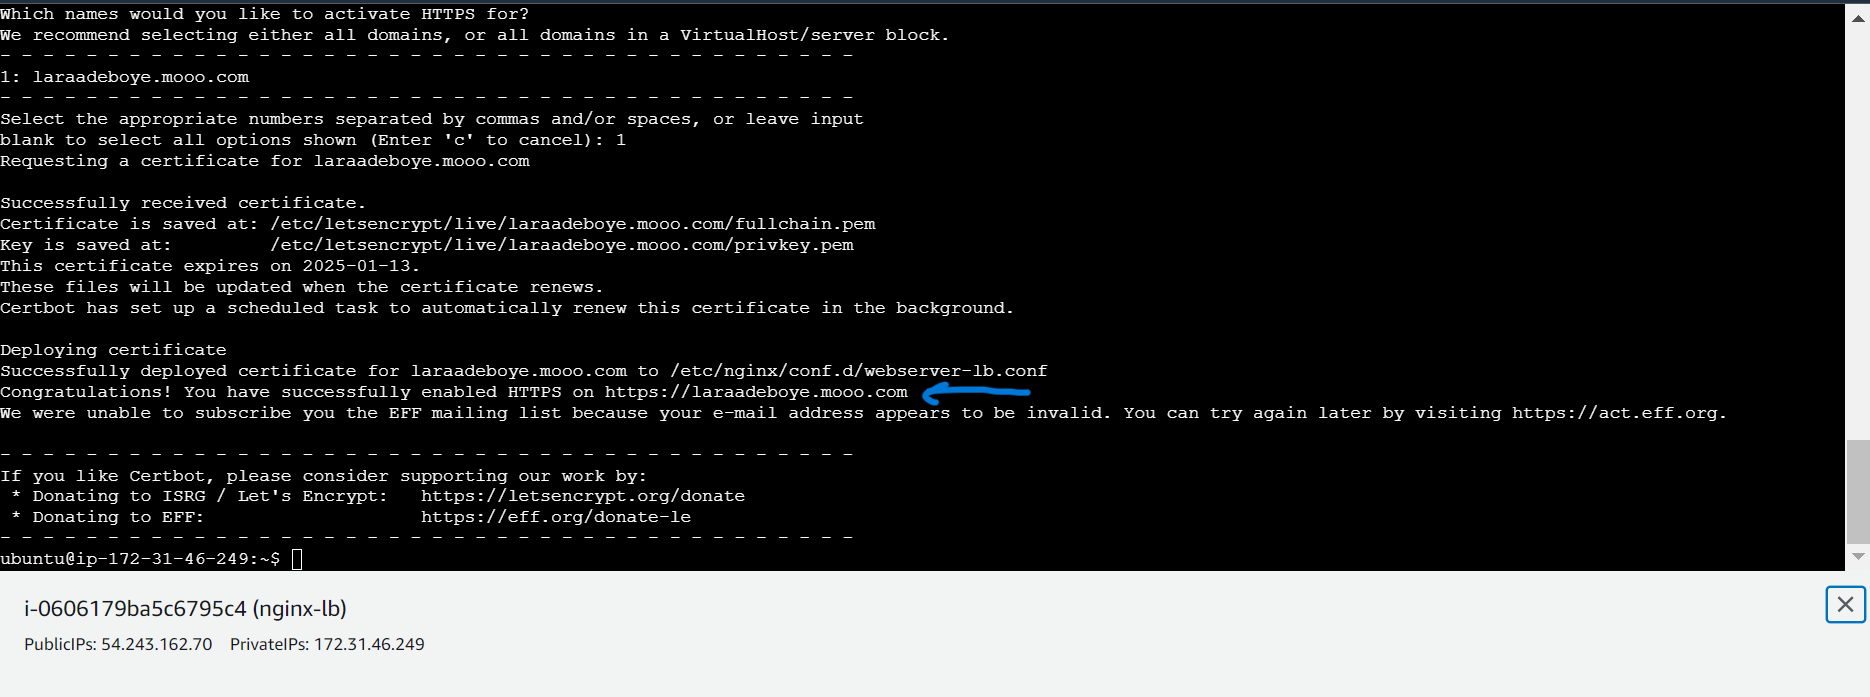 Which names would you like to activate HTTPS for?
We recommend selecting either all domains, or all domains in a VirtualHost/server block.
- - - - - - - - - - - - - - - - - - - - - - - - - - - - - - - - - - - - - - - -
1: laraadeboye.mooo.com
- - - - - - - - - - - - - - - - - - - - - - - - - - - - - - - - - - - - - - - -
Select the appropriate numbers separated by commas and/or spaces, or leave input
blank to select all options shown (Enter 'c' to cancel): 1
Requesting a certificate for laraadeboye.mooo.com
Successfully received certificate.
Certificate is saved at: /etc/letsencrypt/live/laraadeboye.mooo.com/fullchain.pem
Key is saved at:         /etc/letsencrypt/live/laraadeboye.mooo.com/privkey.pem
This certificate expires on 2025-01-13.
These files will be updated when the certificate renews.
Certbot has set up a scheduled task to automatically renew this certificate in the background.
Deploying certificate
Successfully deployed certificate for laraadeboye.mooo.com to /etc/nginx/conf.d/webserver-lb.conf
Congratulations! You have successfully enabled HTTPS on https://laraadeboye.mooo.com
We were unable to subscribe you the EFF mailing list because your e-mail address appears to be invalid. You can try again later by visiting https://act.eff.org.
- - - - - - - - - - - - - - - - - - - - - - - - - - - - - - - - - - - - - - - -
If you like Certbot, please consider supporting our work by:
 * Donating to ISRG / Let's Encrypt:   https://letsencrypt.org/donate
 * Donating to EFF:                    https://eff.org/donate-le
- - - - - - - - - - - - - - - - - - - - - - - - - - - - - - - - - - - - - - - -
ubuntu@ip-172-31-46-249:~$
i-0606179ba5c6795c4 (nginx-lb)
PublicIPs: 54.243.162.70 PrivateIPs: 172.31.46.249